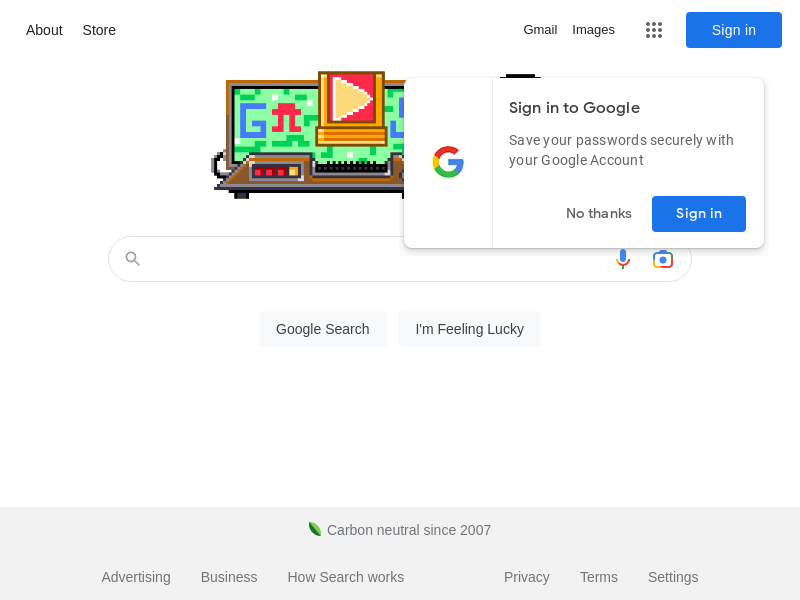 About Store
Gmail Images
Sign in
Sign in to Google
Save your passwords securely with
your Google Account
No thanks
Sign in
Google Search
I'm Feeling Lucky
Carbon neutral since 2007
Advertising Business How Search works
Privacy Terms Settings